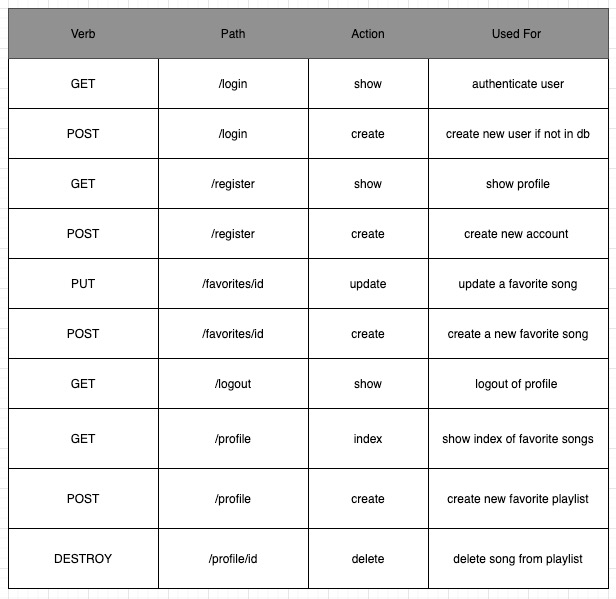 Verb Path Action Used For
GET /login show authenticate user
POST /login create create new user if not in db
GET /register show show profile
POST /register create create new account
PUT /favorites/id update update a favorite song
POST /favorites/id create create a new favorite song
GET /logout show logout of profile
GET /profile index show index of favorite songs
POST /profile create create new favorite playlist
DESTROY /profile/id delete delete song from playlist